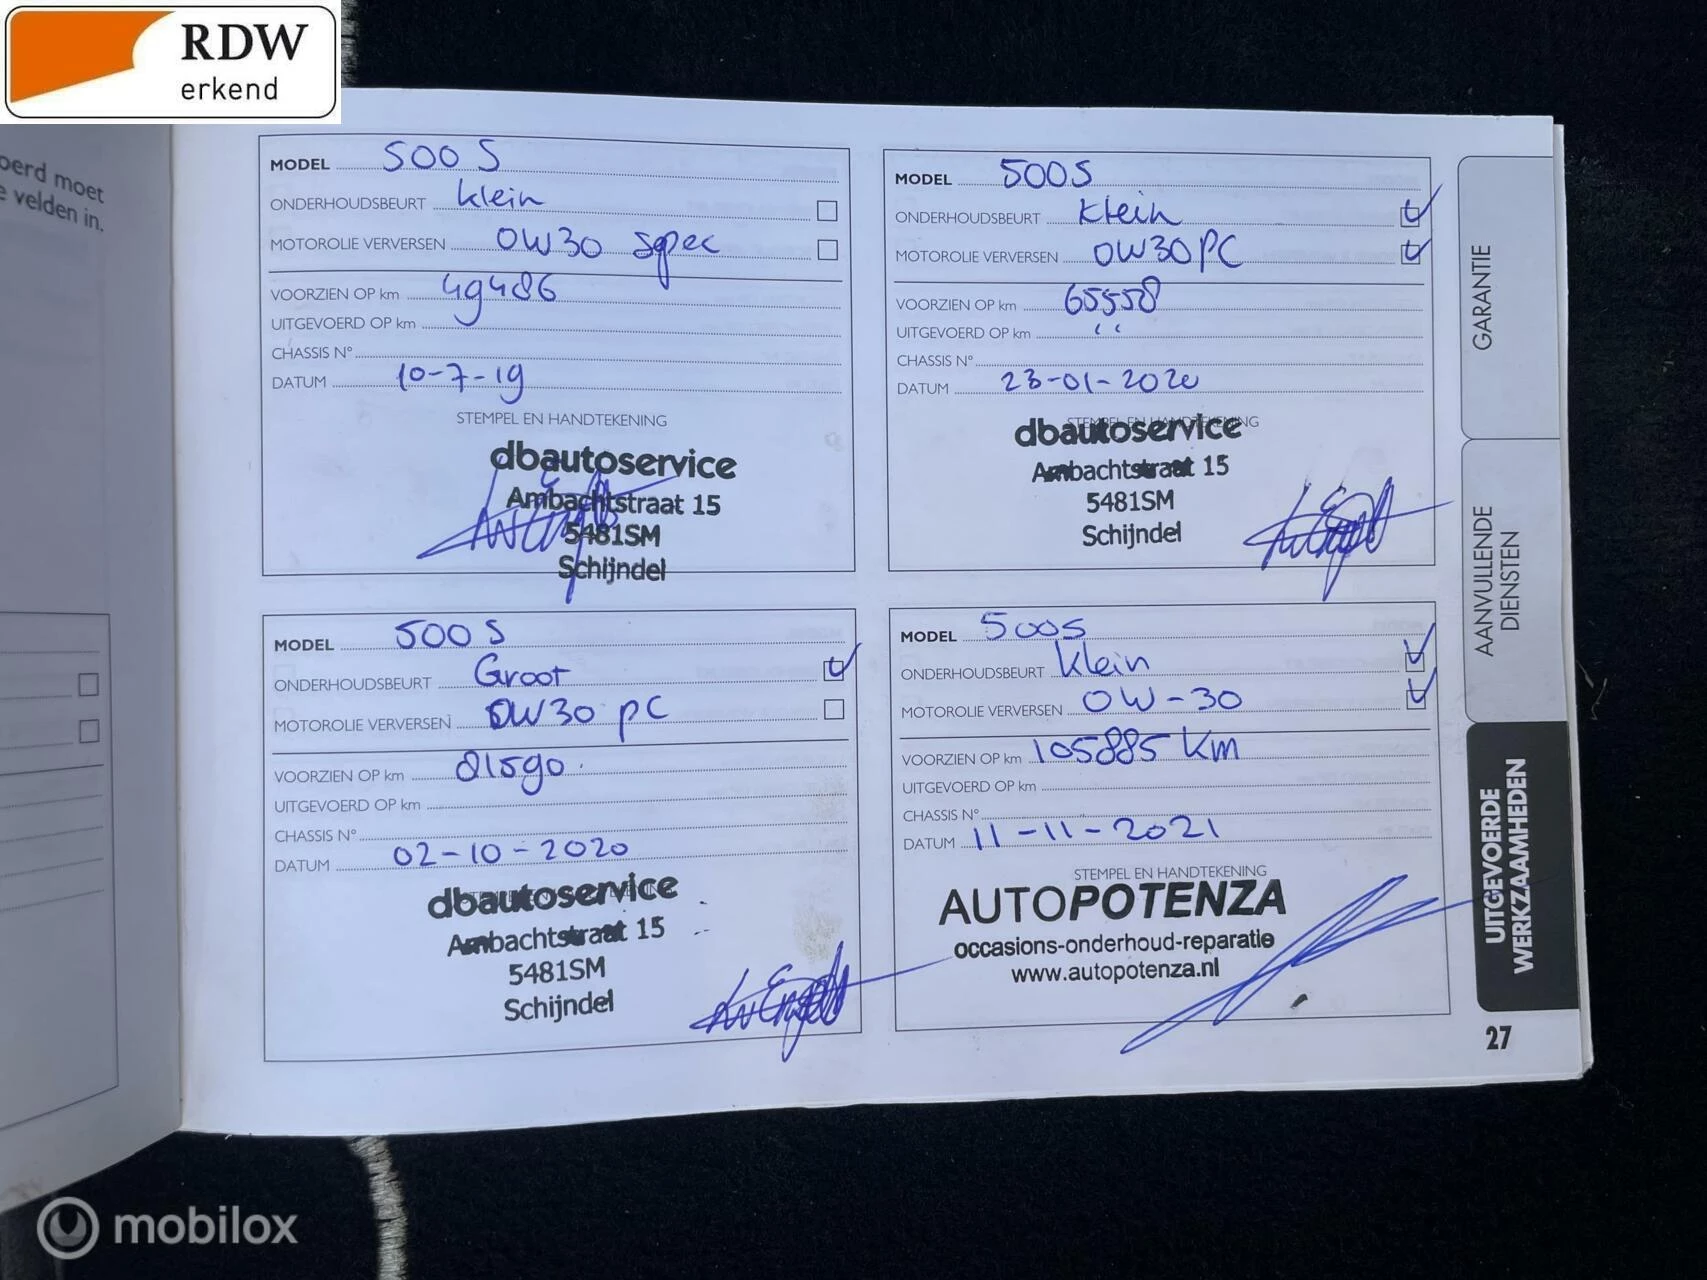 RDW
erkend
oerd moet
e velden in.
MODEL 500 S
ONDERHOUDSBEURT klein
MOTOROLIE VERVERSEN 0W30 spec
VOORZIEN OP km 49486
UITGEVOERD OP km
CHASSIS N°
DATUM 10-7-19
STEMPEL EN HANDTEKENING
dbautoservice
Ambachtstraat 15
5481SM
Schijndel
MODEL 500S
ONDERHOUDSBEURT klein
MOTOROLIE VERVERSEN 0W30 PC
VOORZIEN OP km 65558
UITGEVOERD OP km ‘‘
CHASSIS N°
DATUM 23-01-2020
STEMPEL EN HANDTEKENING
dbautoservice
Ambachtstraat 15
5481SM
Schijndel
MODEL 500 S
ONDERHOUDSBEURT Groot
MOTOROLIE VERVERSEN 0W30 PC
VOORZIEN OP km 81590
UITGEVOERD OP km
CHASSIS N°
DATUM 02-10-2020
dbautoservice
Ambachtstraat 15
5481SM
Schijndel
MODEL 500S
ONDERHOUDSBEURT klein
MOTOROLIE VERVERSEN 0W-30
VOORZIEN OP km 105885 km
UITGEVOERD OP km
CHASSIS N°
DATUM 11-11-2021
STEMPEL EN HANDTEKENING
AUTOPOTENZA
occasions-onderhoud-reparatie
www.autopotenza.nl
GARANTIE
AANVULLENDE
DIENSTEN
UITGEVOERDE
WERKZAAMHEDEN
27
mobilox